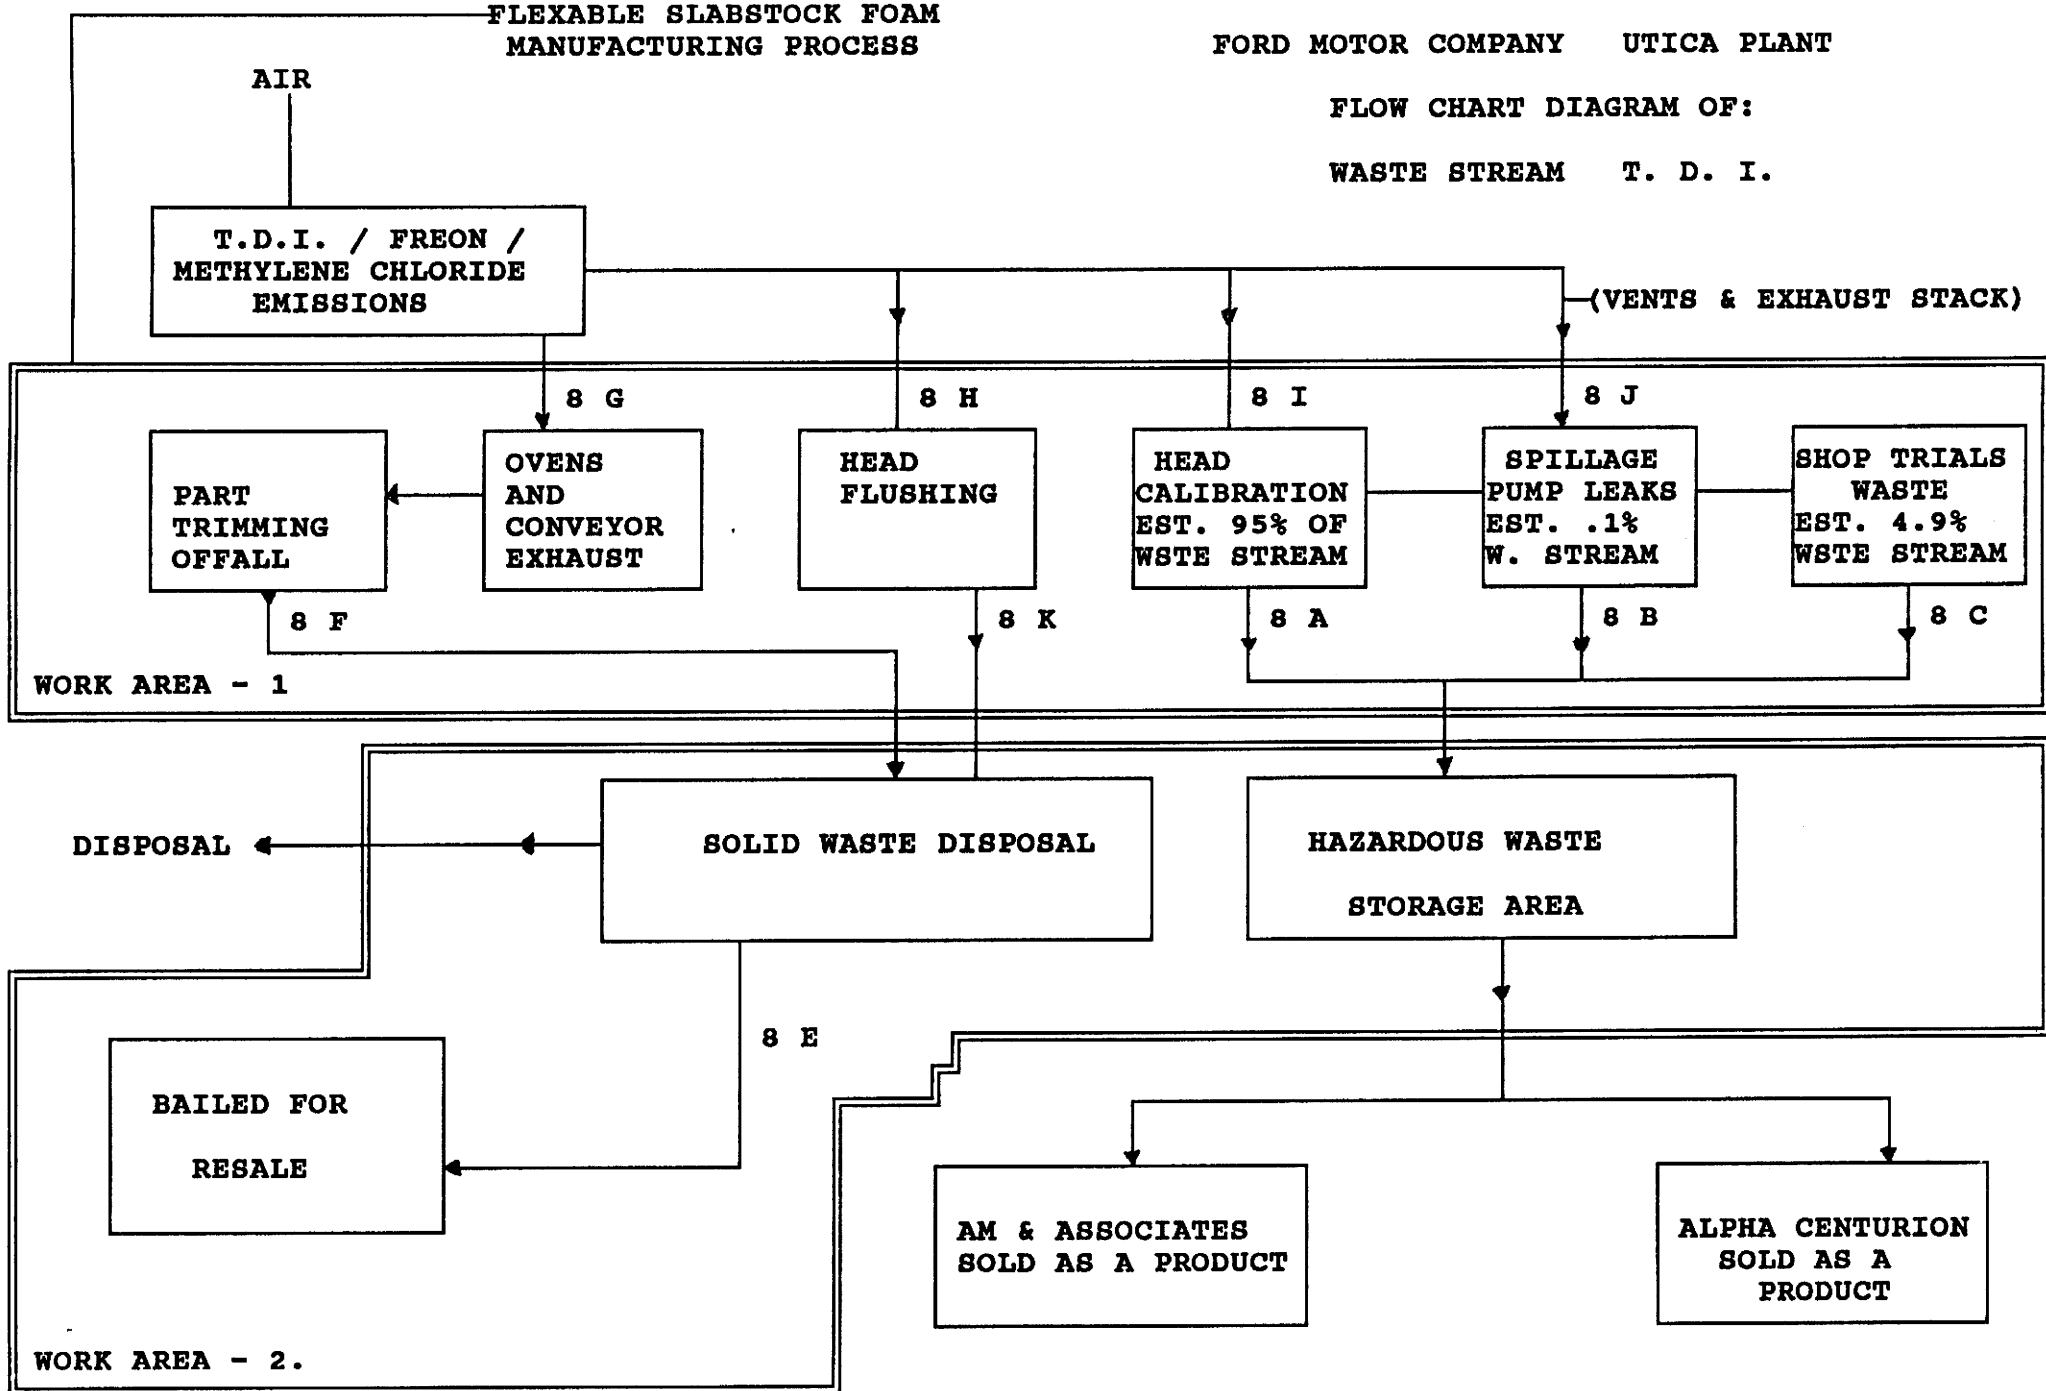 FLEXABLE SLABSTOCK FOAM
MANUFACTURING PROCESS
FORD MOTOR COMPANY UTICA PLANT
FLOW CHART DIAGRAM OF:
WASTE STREAM T. D. I.
AIR
T.D.I. / FREON /
METHYLENE CHLORIDE
EMISSIONS
(VENTS & EXHAUST STACK)
8 G
8 H
8 I
8 J
PART
TRIMMING
OFFALL
OVENS
AND
CONVEYOR
EXHAUST
HEAD
FLUSHING
HEAD
CALIBRATION
EST. 95% OF
WSTE STREAM
SPILLAGE
PUMP LEAKS
EST. .1%
W. STREAM
SHOP TRIALS
WASTE
EST. 4.9%
WSTE STREAM
8 F
8 K
8 A
8 B
8 C
WORK AREA - 1
DISPOSAL
SOLID WASTE DISPOSAL
HAZARDOUS WASTE
STORAGE AREA
8 E
BAILED FOR
RESALE
AM & ASSOCIATES
SOLD AS A PRODUCT
ALPHA CENTURION
SOLD AS A
PRODUCT
WORK AREA - 2.